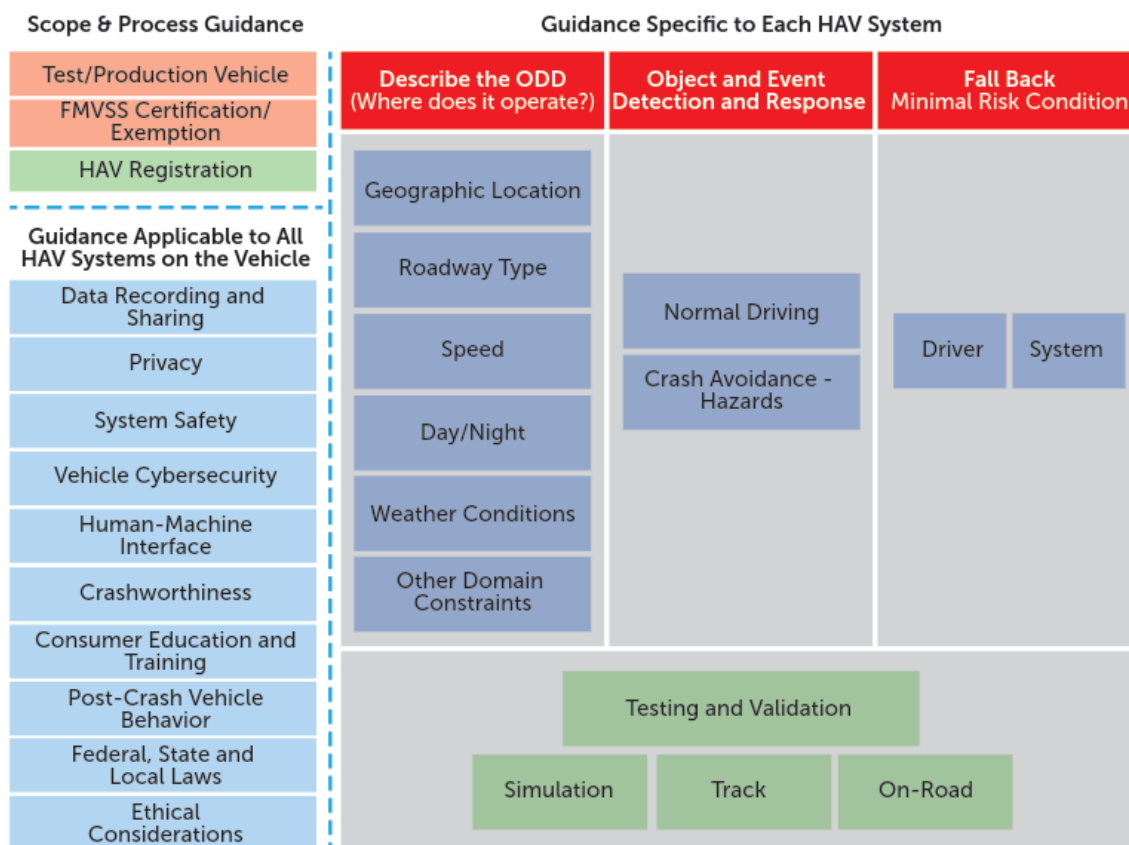 Scope & Process Guidance
Test/Production Vehicle
FMVSS Certification/
Exemption
HAV Registration
Guidance Applicable to All
HAV Systems on the Vehicle
Data Recording and
Sharing
Privacy
System Safety
Vehicle Cybersecurity
Human-Machine
Interface
Crashworthiness
Consumer Education and
Training
Post-Crash Vehicle
Behavior
Federal, State and
Local Laws
Ethical
Considerations
Guidance Specific to Each HAV System
Describe the ODD
(Where does it operate?)
Geographic Location
Roadway Type
Speed
Day/Night
Weather Conditions
Other Domain
Constraints
Object and Event
Detection and Response
Normal Driving
Crash Avoidance -
Hazards
Fall Back
Minimal Risk Condition
Driver
System
Testing and Validation
Simulation
Track
On-Road